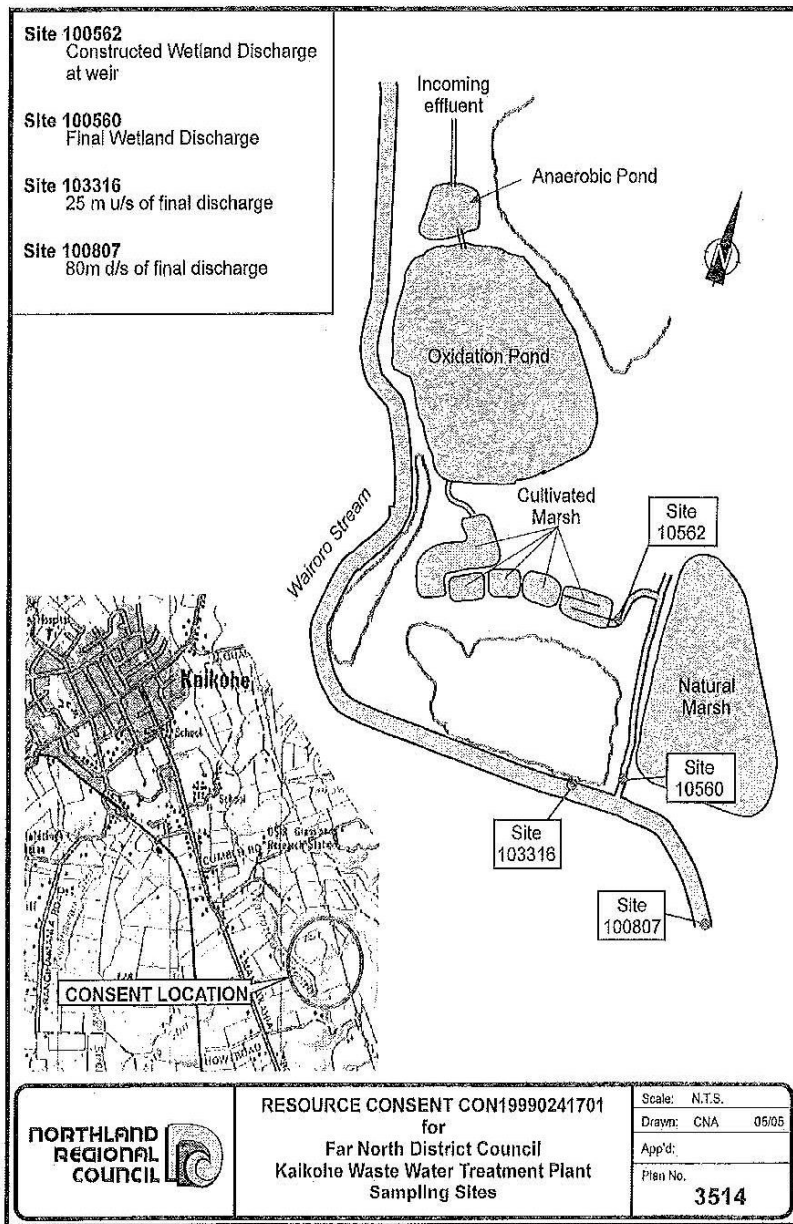 Site 100562
Constructed Wetland Discharge
at weir
Site 100560
Final Wetland Discharge
Site 103316
25 m u/s of final discharge
Site 100807
80m d/s of final discharge
Incoming
effluent
Anaerobic Pond
N
Oxidation Pond
Cultivated
Marsh
Site
10562
Wairoro Stream
Natural
Marsh
Site
10560
Site
103316
Site
100807
Kaikohe
School
School
CUMBER RD
CONSENT LOCATION
NORTHLAND
REGIONAL
COUNCIL
RESOURCE CONSENT CON19990241701
for
Far North District Council
Kaikohe Waste Water Treatment Plant
Sampling Sites
Scale: N.T.S.
Drawn: CNA 05/05
App'd:
Plan No.
3514